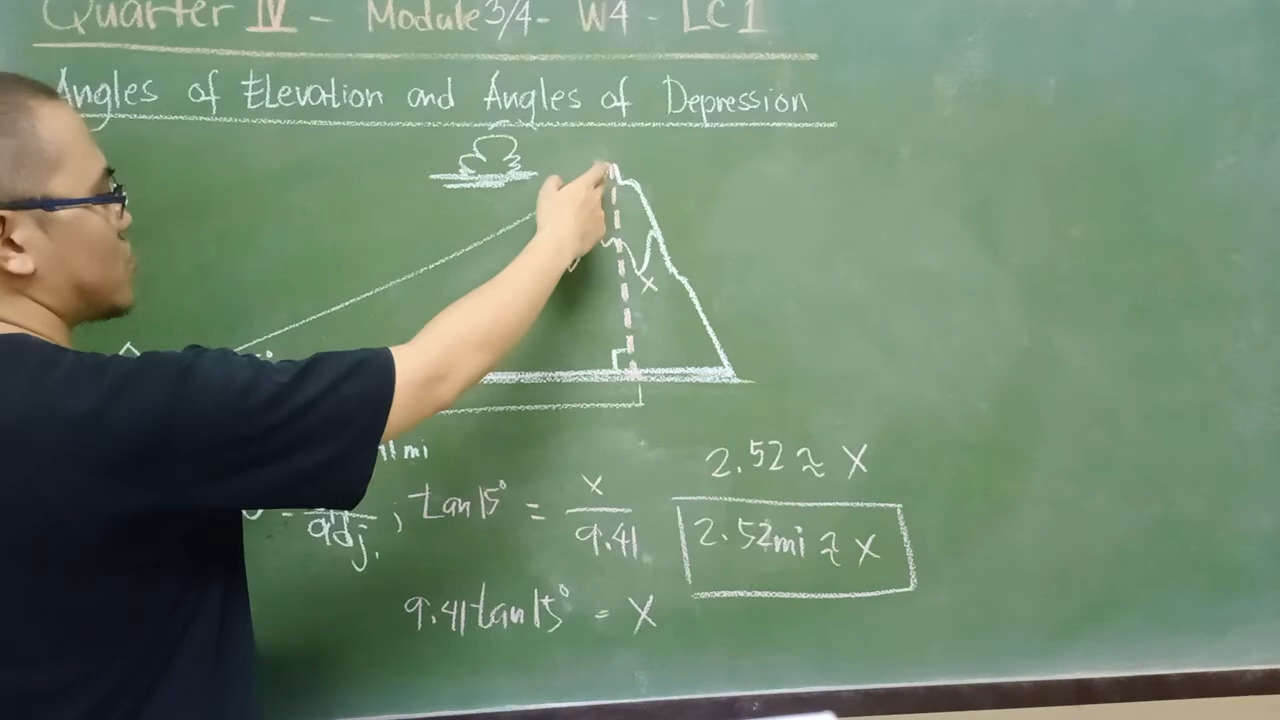 Quarter IV - Module 3/4 - W4 - LC 1
Angles of Elevation and Angles of Depression
x
mi
= adj. ; tan 15° = x / 9.41
9.41 tan 15° = x
2.52 ≈ x
2.52mi ≈ x